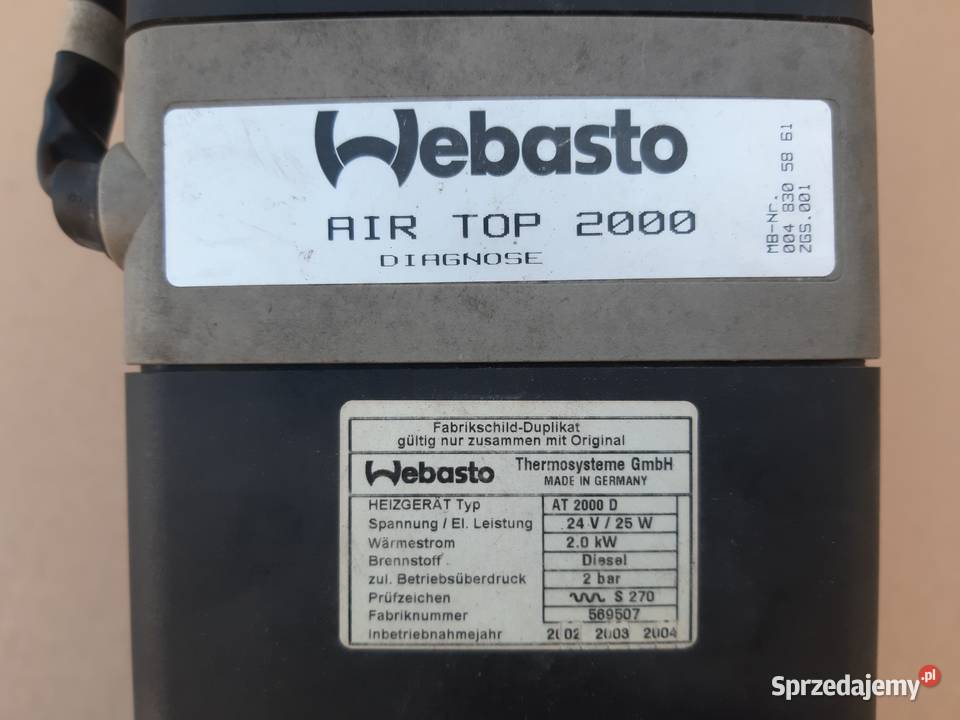 Webasto
AIR TOP 2000
DIAGNOSE
MB-Nr.
004 830 58 61
ZGS.001
Fabrikschild-Duplikat
gültig nur zusammen mit Original
Webasto Thermosysteme GmbH
MADE IN GERMANY
HEIZGERÄT Typ AT 2000 D
Spannung / El. Leistung 24 V / 25 W
Wärmestrom 2.0 kW
Brennstoff Diesel
zul. Betriebsüberdruck 2 bar
Prüfzeichen S 270
Fabriknummer 569507
Inbetriebnahmejahr 2002 2003 2004
Sprzedajemy.pl